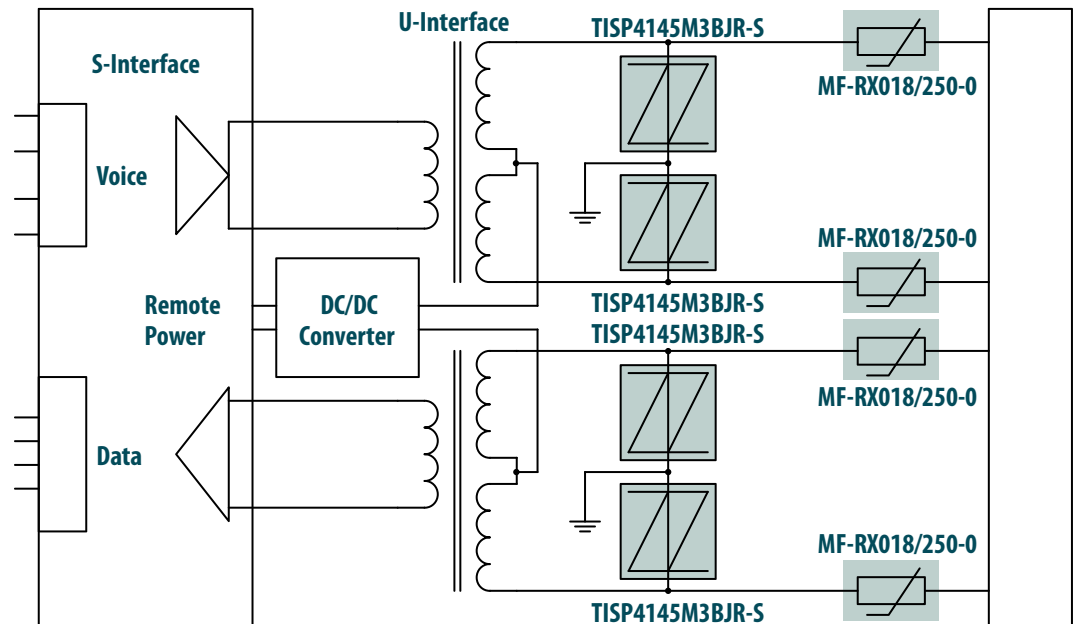 U-Interface
TISP4145M3BJR-S
S-Interface
MF-RX018/250-0
Voice
MF-RX018/250-0
Remote
Power
DC/DC
Converter
TISP4145M3BJR-S
TISP4145M3BJR-S
MF-RX018/250-0
Data
MF-RX018/250-0
TISP4145M3BJR-S